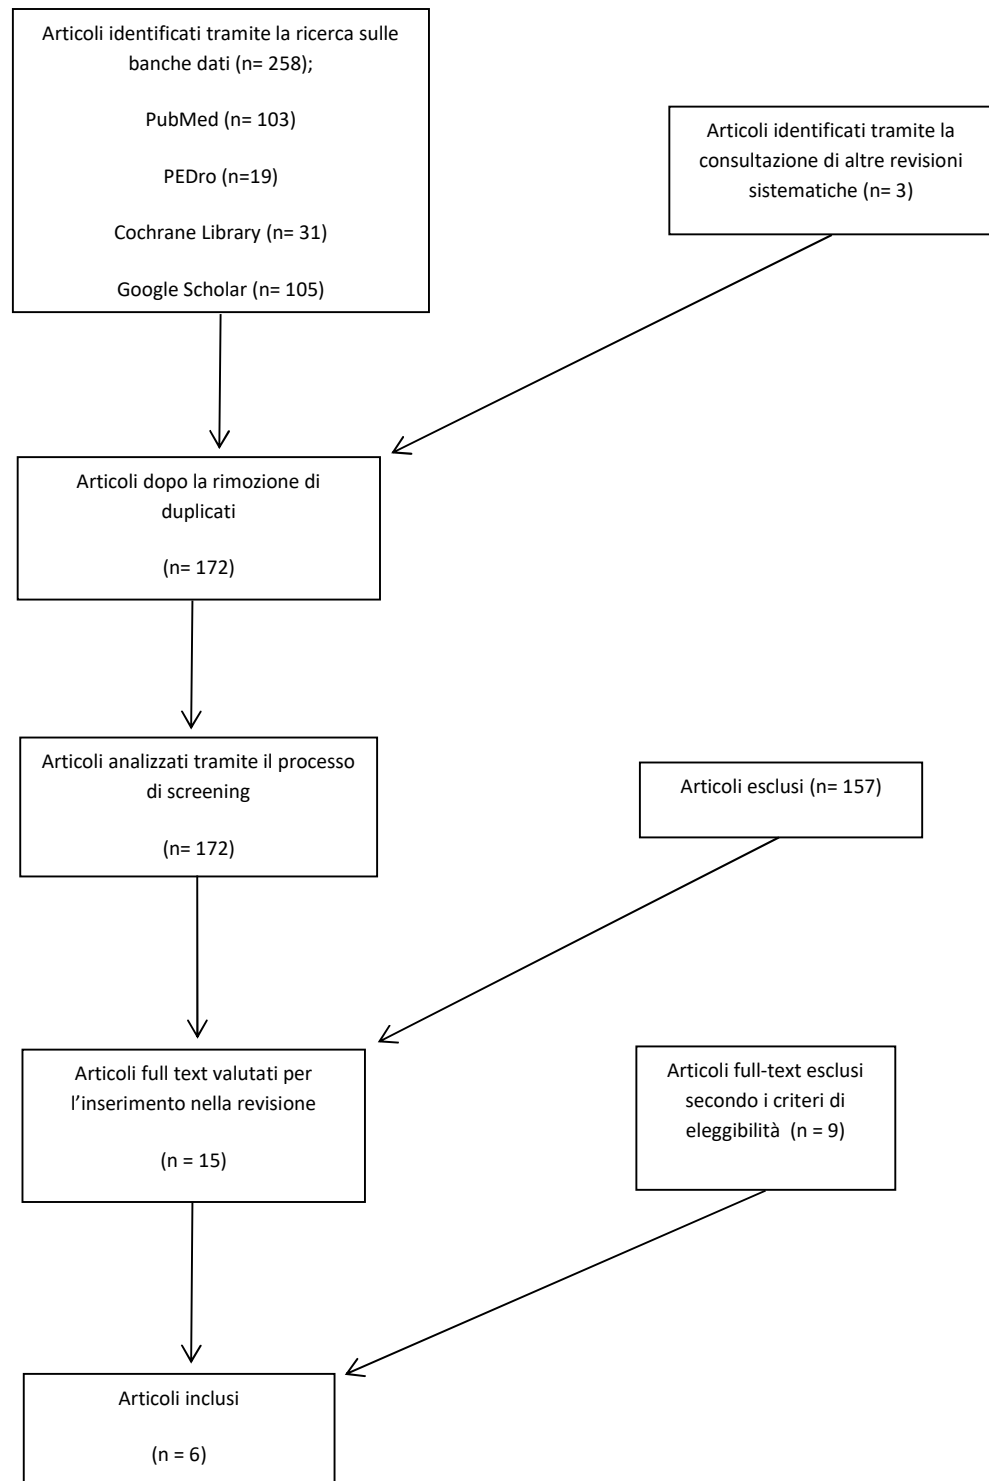 Articoli identificati tramite la ricerca sulle
banche dati (n= 258);
PubMed (n= 103)
PEDro (n=19)
Cochrane Library (n= 31)
Google Scholar (n= 105)
Articoli identificati tramite la
consultazione di altre revisioni
sistematiche (n= 3)
Articoli dopo la rimozione di
duplicati
(n= 172)
Articoli analizzati tramite il processo
di screening
(n= 172)
Articoli esclusi (n= 157)
Articoli full text valutati per
l’inserimento nella revisione
(n = 15)
Articoli full-text esclusi
secondo i criteri di
eleggibilità (n = 9)
Articoli inclusi
(n = 6)